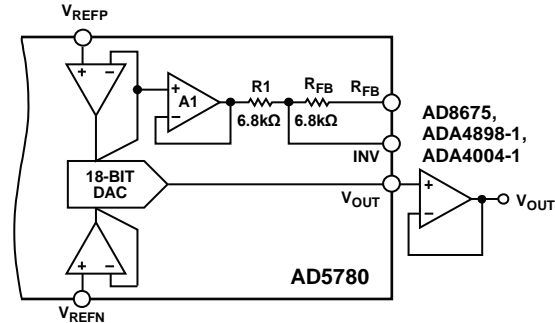 VREFP
R1
RFB
RFB
A1
6.8kΩ
6.8kΩ
AD8675,
ADA4898-1,
ADA4004-1
INV
18-BIT
DAC
VOUT
VOUT
AD5780
VREFN
+
–
+
–
+
–
–
+